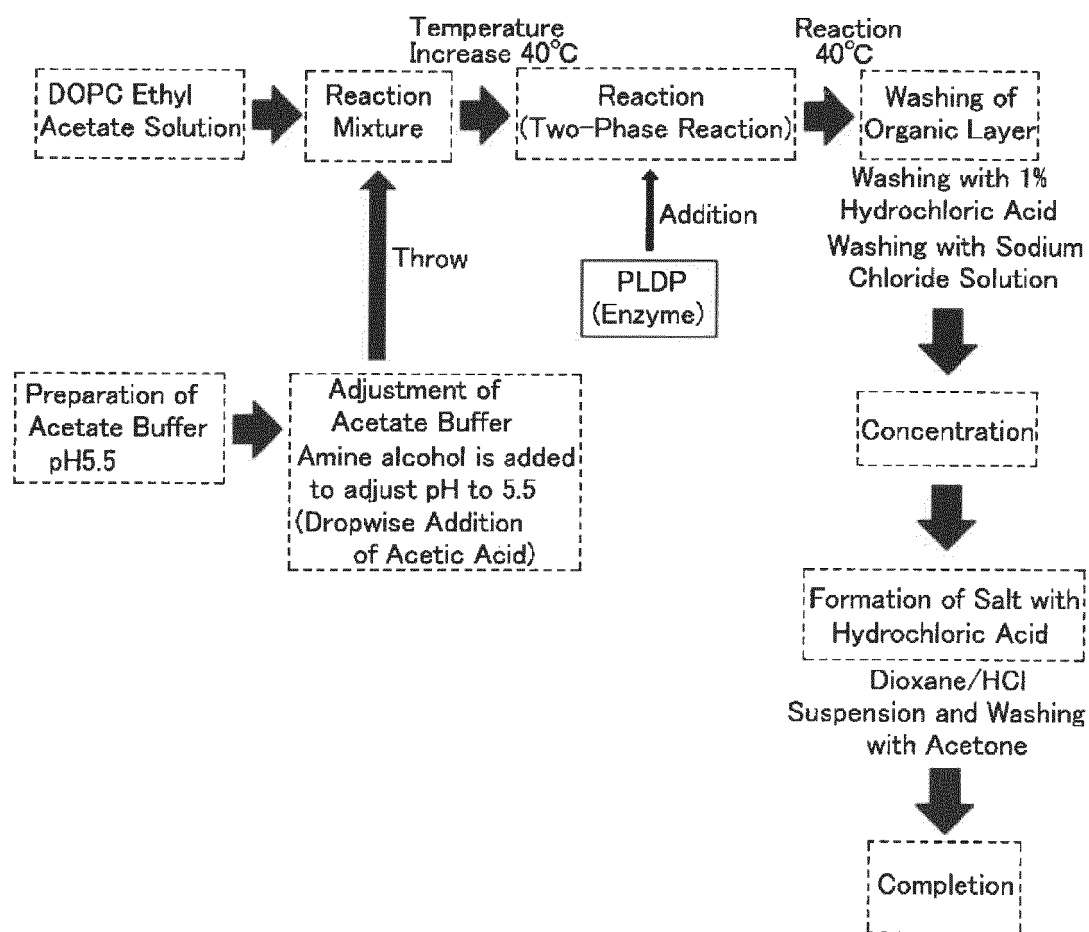 Temperature
Increase 40℃
Reaction
40℃
DOPC Ethyl
Acetate Solution
Reaction
Mixture
Reaction
(Two-Phase Reaction)
Washing of
Organic Layer
Washing with 1%
Hydrochloric Acid
Washing with Sodium
Chloride Solution
Throw
Addition
PLDP
(Enzyme)
Preparation of
Acetate Buffer
pH5.5
Adjustment of
Acetate Buffer
Amine alcohol is added
to adjust pH to 5.5
(Dropwise Addition
of Acetic Acid)
Concentration
Formation of Salt with
Hydrochloric Acid
Dioxane/HCl
Suspension and Washing
with Acetone
Completion